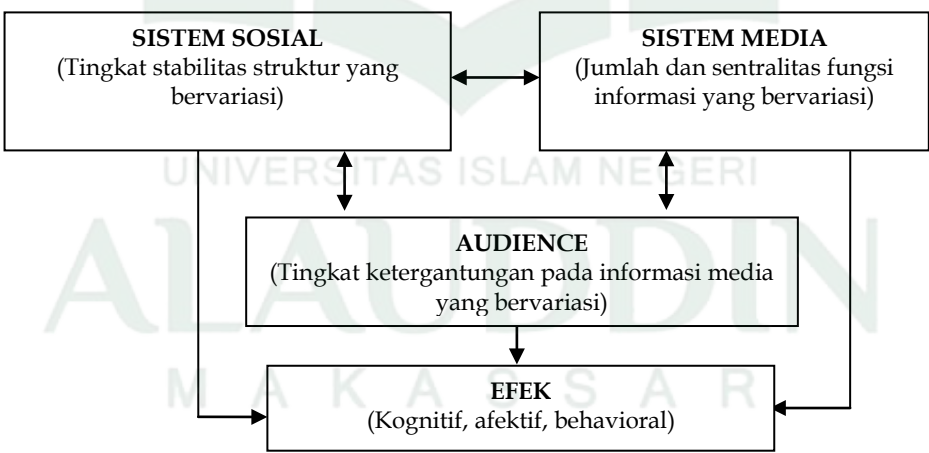 SISTEM SOSIAL
(Tingkat stabilitas struktur yang
bervariasi)
SISTEM MEDIA
(Jumlah dan sentralitas fungsi
informasi yang bervariasi)
UNIVERSITAS ISLAM NEGERI
ALAUDDIN
AUDIENCE
(Tingkat ketergantungan pada informasi media
yang bervariasi)
MAKASSAR
EFEK
(Kognitif, afektif, behavioral)